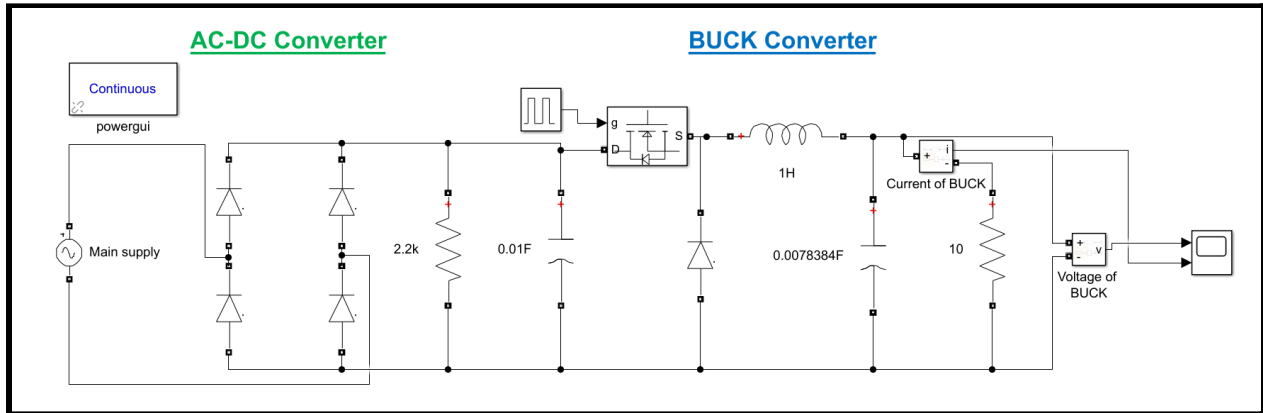 AC-DC Converter
BUCK Converter
Continuous
powergui
g
D
S
1H
i
+
-
Current of BUCK
Main supply
2.2k
0.01F
0.0078384F
10
+
-
v
Voltage of
BUCK